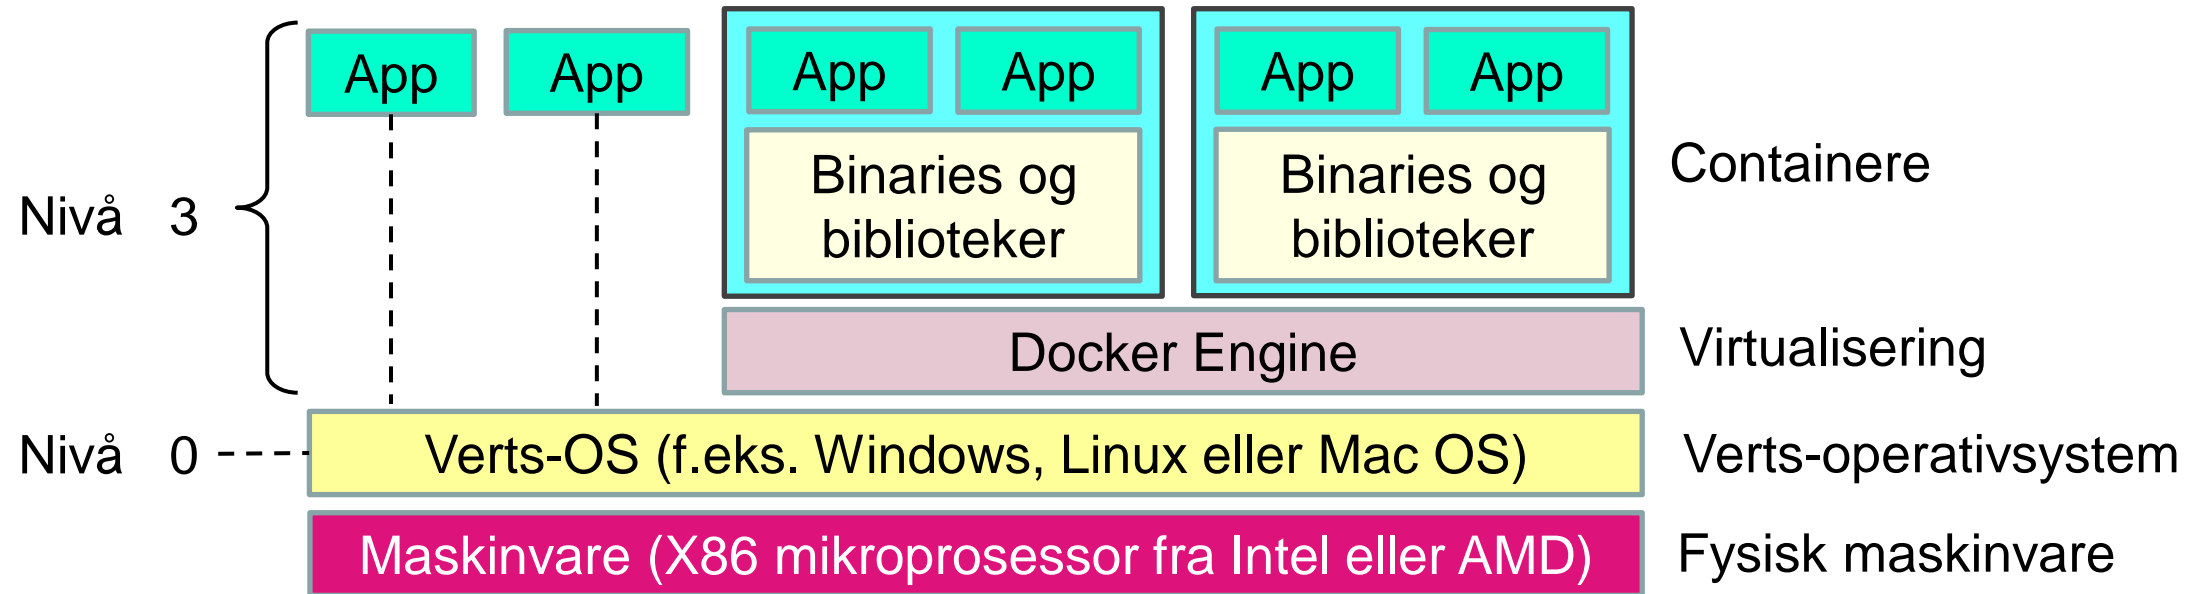 App
App
App
App
App
App
Binaries og
biblioteker
Binaries og
biblioteker
Containere
Nivå 3
Docker Engine
Virtualisering
Nivå 0
Verts-OS (f.eks. Windows, Linux eller Mac OS)
Verts-operativsystem
Maskinvare (X86 mikroprosessor fra Intel eller AMD)
Fysisk maskinvare